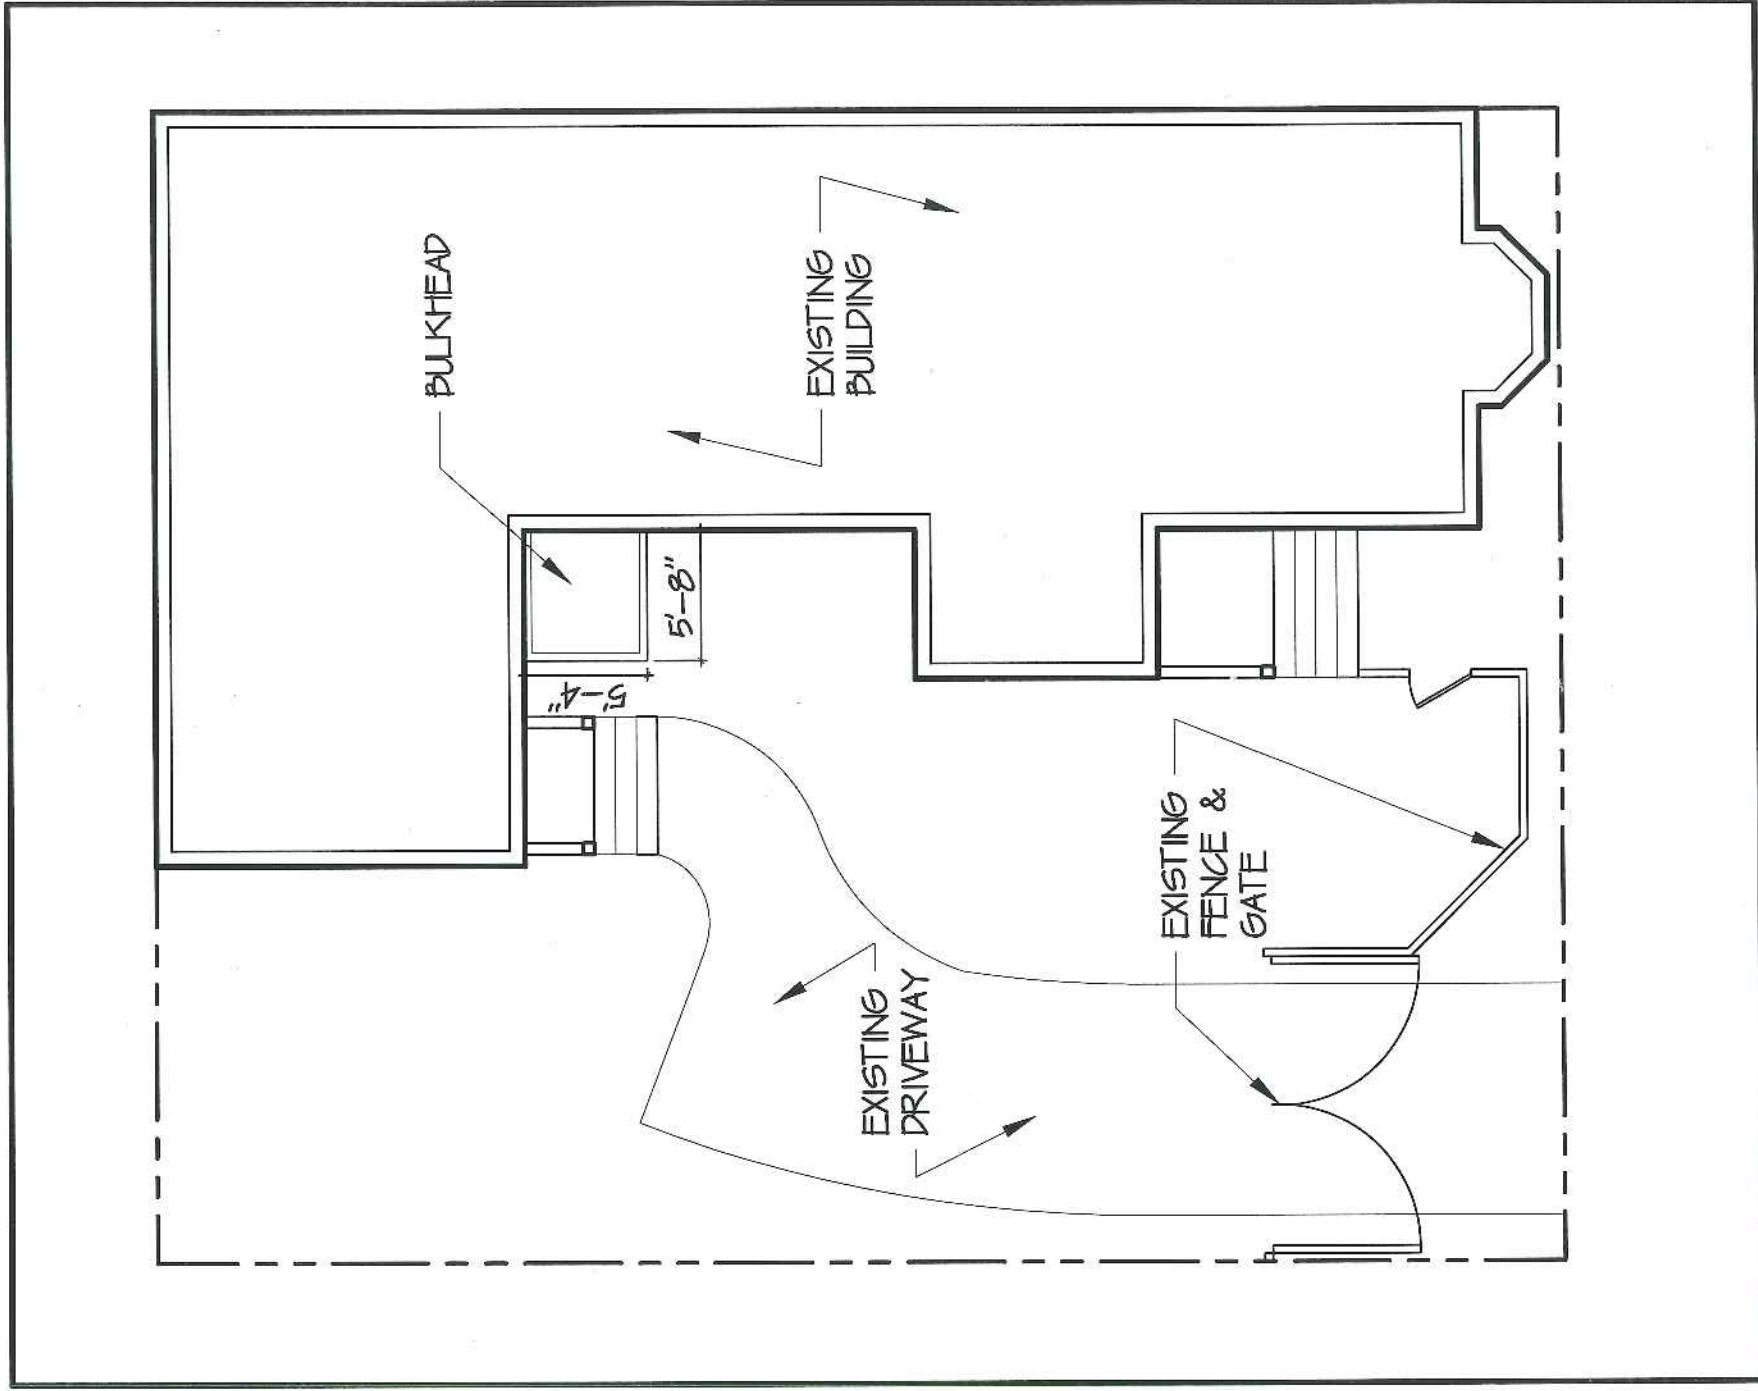 BULKHEAD
EXISTING
BUILDING
5'-8"
5'-4"
EXISTING
DRIVEWAY
EXISTING
FENCE &
GATE